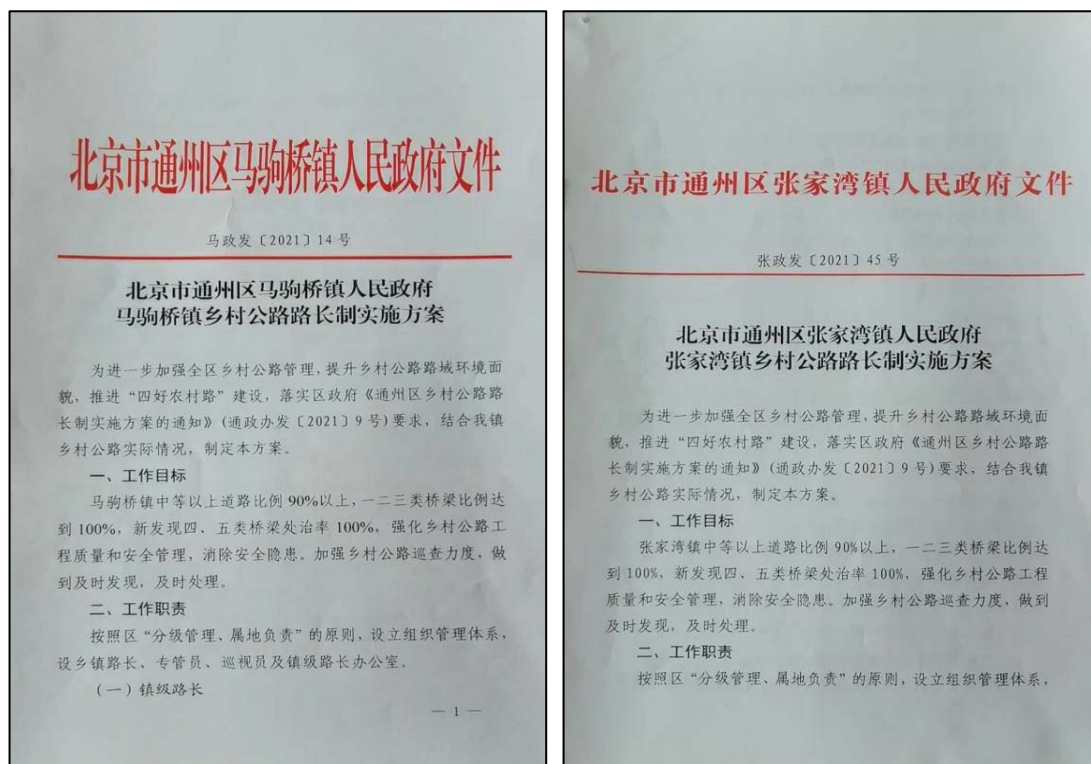 北京市通州区马驹桥镇人民政府文件
马政发〔2021〕14号
北京市通州区马驹桥镇人民政府
马驹桥镇乡村公路路长制实施方案
为进一步加强全区乡村公路管理,提升乡村公路路域环境面
貌,推进“四好农村路”建设,落实区政府《通州区乡村公路路
长制实施方案的通知》(通政办发〔2021〕9号)要求,结合我镇
乡村公路实际情况,制定本方案。
一、工作目标
马驹桥镇中等以上道路比例90%以上,一二三类桥梁比例达
到100%,新发现四、五类桥梁处治率100%,强化乡村公路工
程质量和安全管理,消除安全隐患。加强乡村公路巡查力度,做
到及时发现,及时处理。
二、工作职责
按照区“分级管理、属地负责”的原则,设立组织管理体系,
设乡镇路长、专管员、巡视员及镇级路长办公室。
(一)镇级路长
— 1 —
北京市通州区张家湾镇人民政府文件
张政发〔2021〕45号
北京市通州区张家湾镇人民政府
张家湾镇乡村公路路长制实施方案
为进一步加强全区乡村公路管理,提升乡村公路路域环境面
貌,推进“四好农村路”建设,落实区政府《通州区乡村公路路
长制实施方案的通知》(通政办发〔2021〕9号)要求,结合我镇
乡村公路实际情况,制定本方案。
一、工作目标
张家湾镇中等以上道路比例90%以上,一二三类桥梁比例达
到100%,新发现四、五类桥梁处治率100%,强化乡村公路工程
质量和安全管理,消除安全隐患。加强乡村公路巡查力度,做到
及时发现,及时处理。
二、工作职责
按照区“分级管理、属地负责”的原则,设立组织管理体系,